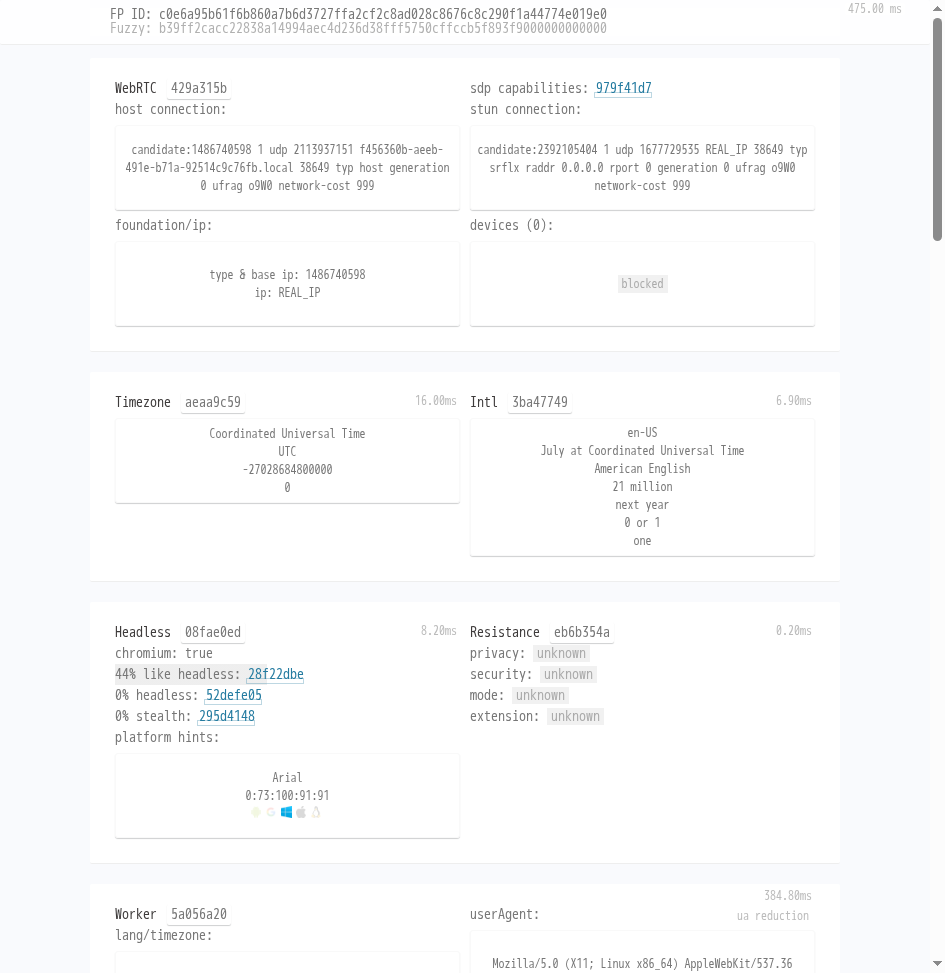 475.00 ms
FP ID: c0e6a95b61f6b860a7b6d3727ffa2cf2c8ad028c8676c8c290f1a44774e019e0
Fuzzy: b39ff2cacc22838a14994aec4d236d38fff5750cffccb5f893f9000000000000
WebRTC 429a315b
host connection:
candidate:1486740598 1 udp 2113937151 f456360b-aeeb-
491e-b71a-92514c9c76fb.local 38649 typ host generation
0 ufrag o9W0 network-cost 999
foundation/ip:
type & base ip: 1486740598
ip: REAL_IP
sdp capabilities: 979f41d7
stun connection:
candidate:2392105404 1 udp 1677729535 REAL_IP 38649 typ
srflx raddr 0.0.0.0 rport 0 generation 0 ufrag o9W0
network-cost 999
devices (0):
blocked
Timezone aeaa9c59 16.00ms
Coordinated Universal Time
UTC
-27028684800000
0
Intl 3ba47749 6.90ms
en-US
July at Coordinated Universal Time
American English
21 million
next year
0 or 1
one
Headless 08fae0ed 8.20ms
chromium: true
44% like headless: 28f22dbe
0% headless: 52defe05
0% stealth: 295d4148
platform hints:
Arial
0:73:100:91:91
Resistance eb6b354a 0.20ms
privacy: unknown
security: unknown
mode: unknown
extension: unknown
Worker 5a056a20
lang/timezone:
384.80ms
userAgent: ua reduction
Mozilla/5.0 (X11; Linux x86_64) AppleWebKit/537.36